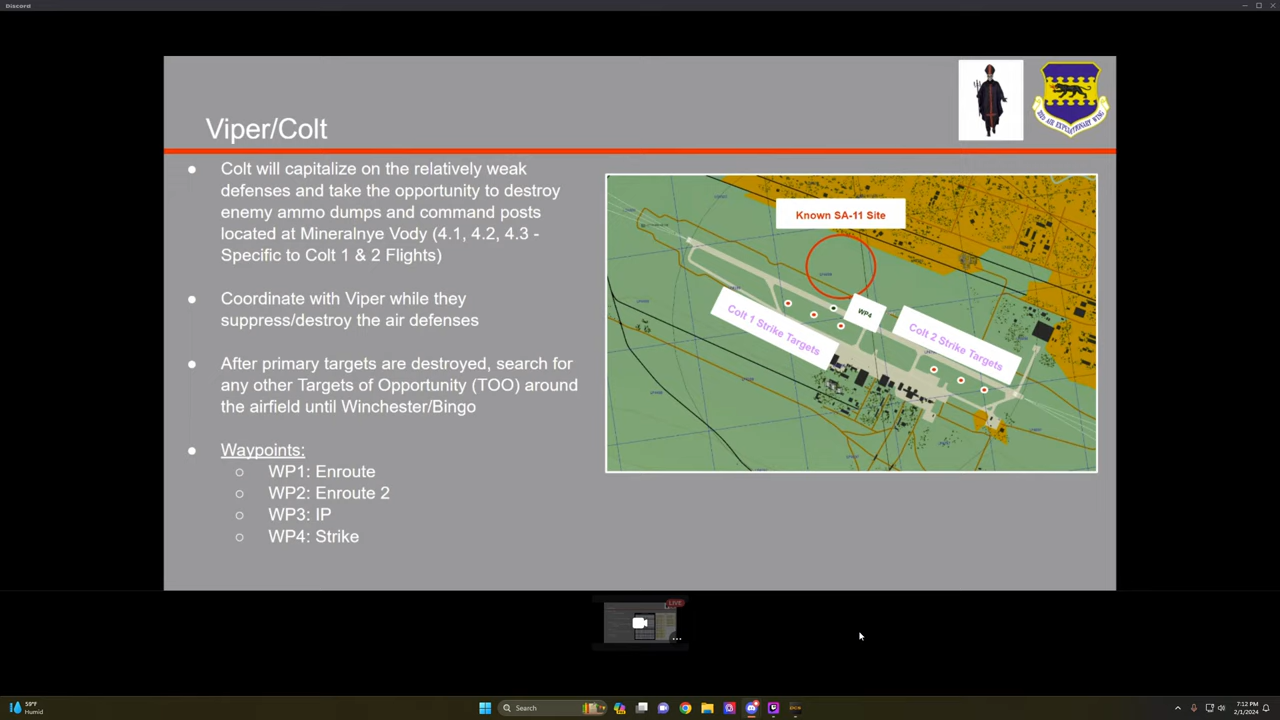 Discord
Viper/Colt
Colt will capitalize on the relatively weak
defenses and take the opportunity to destroy
enemy ammo dumps and command posts
located at Mineralnye Vody (4.1, 4.2, 4.3 -
Specific to Colt 1 & 2 Flights)
Coordinate with Viper while they
suppress/destroy the air defenses
After primary targets are destroyed, search for
any other Targets of Opportunity (TOO) around
the airfield until Winchester/Bingo
Waypoints:
WP1: Enroute
WP2: Enroute 2
WP3: IP
WP4: Strike
Known SA-11 Site
Colt 1 Strike Targets
WP4
Colt 2 Strike Targets
LIVE
59°F
Humid
Search
7:12 PM
2/1/2024